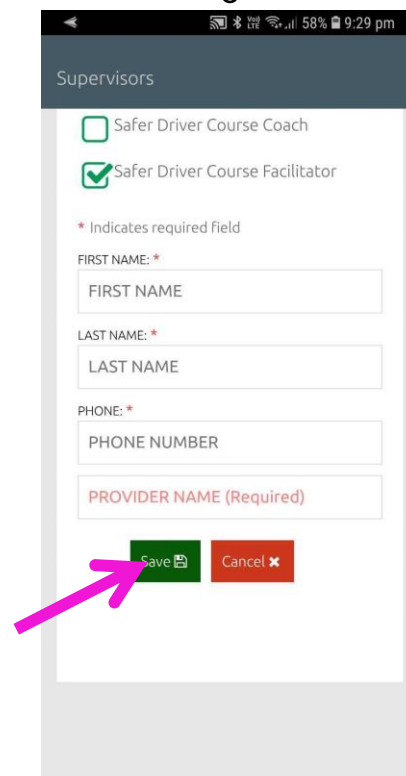 58% 9:29 pm
Supervisors
Safer Driver Course Coach
Safer Driver Course Facilitator
* Indicates required field
FIRST NAME: *
FIRST NAME
LAST NAME: *
LAST NAME
PHONE: *
PHONE NUMBER
PROVIDER NAME (Required)
Save Cancel